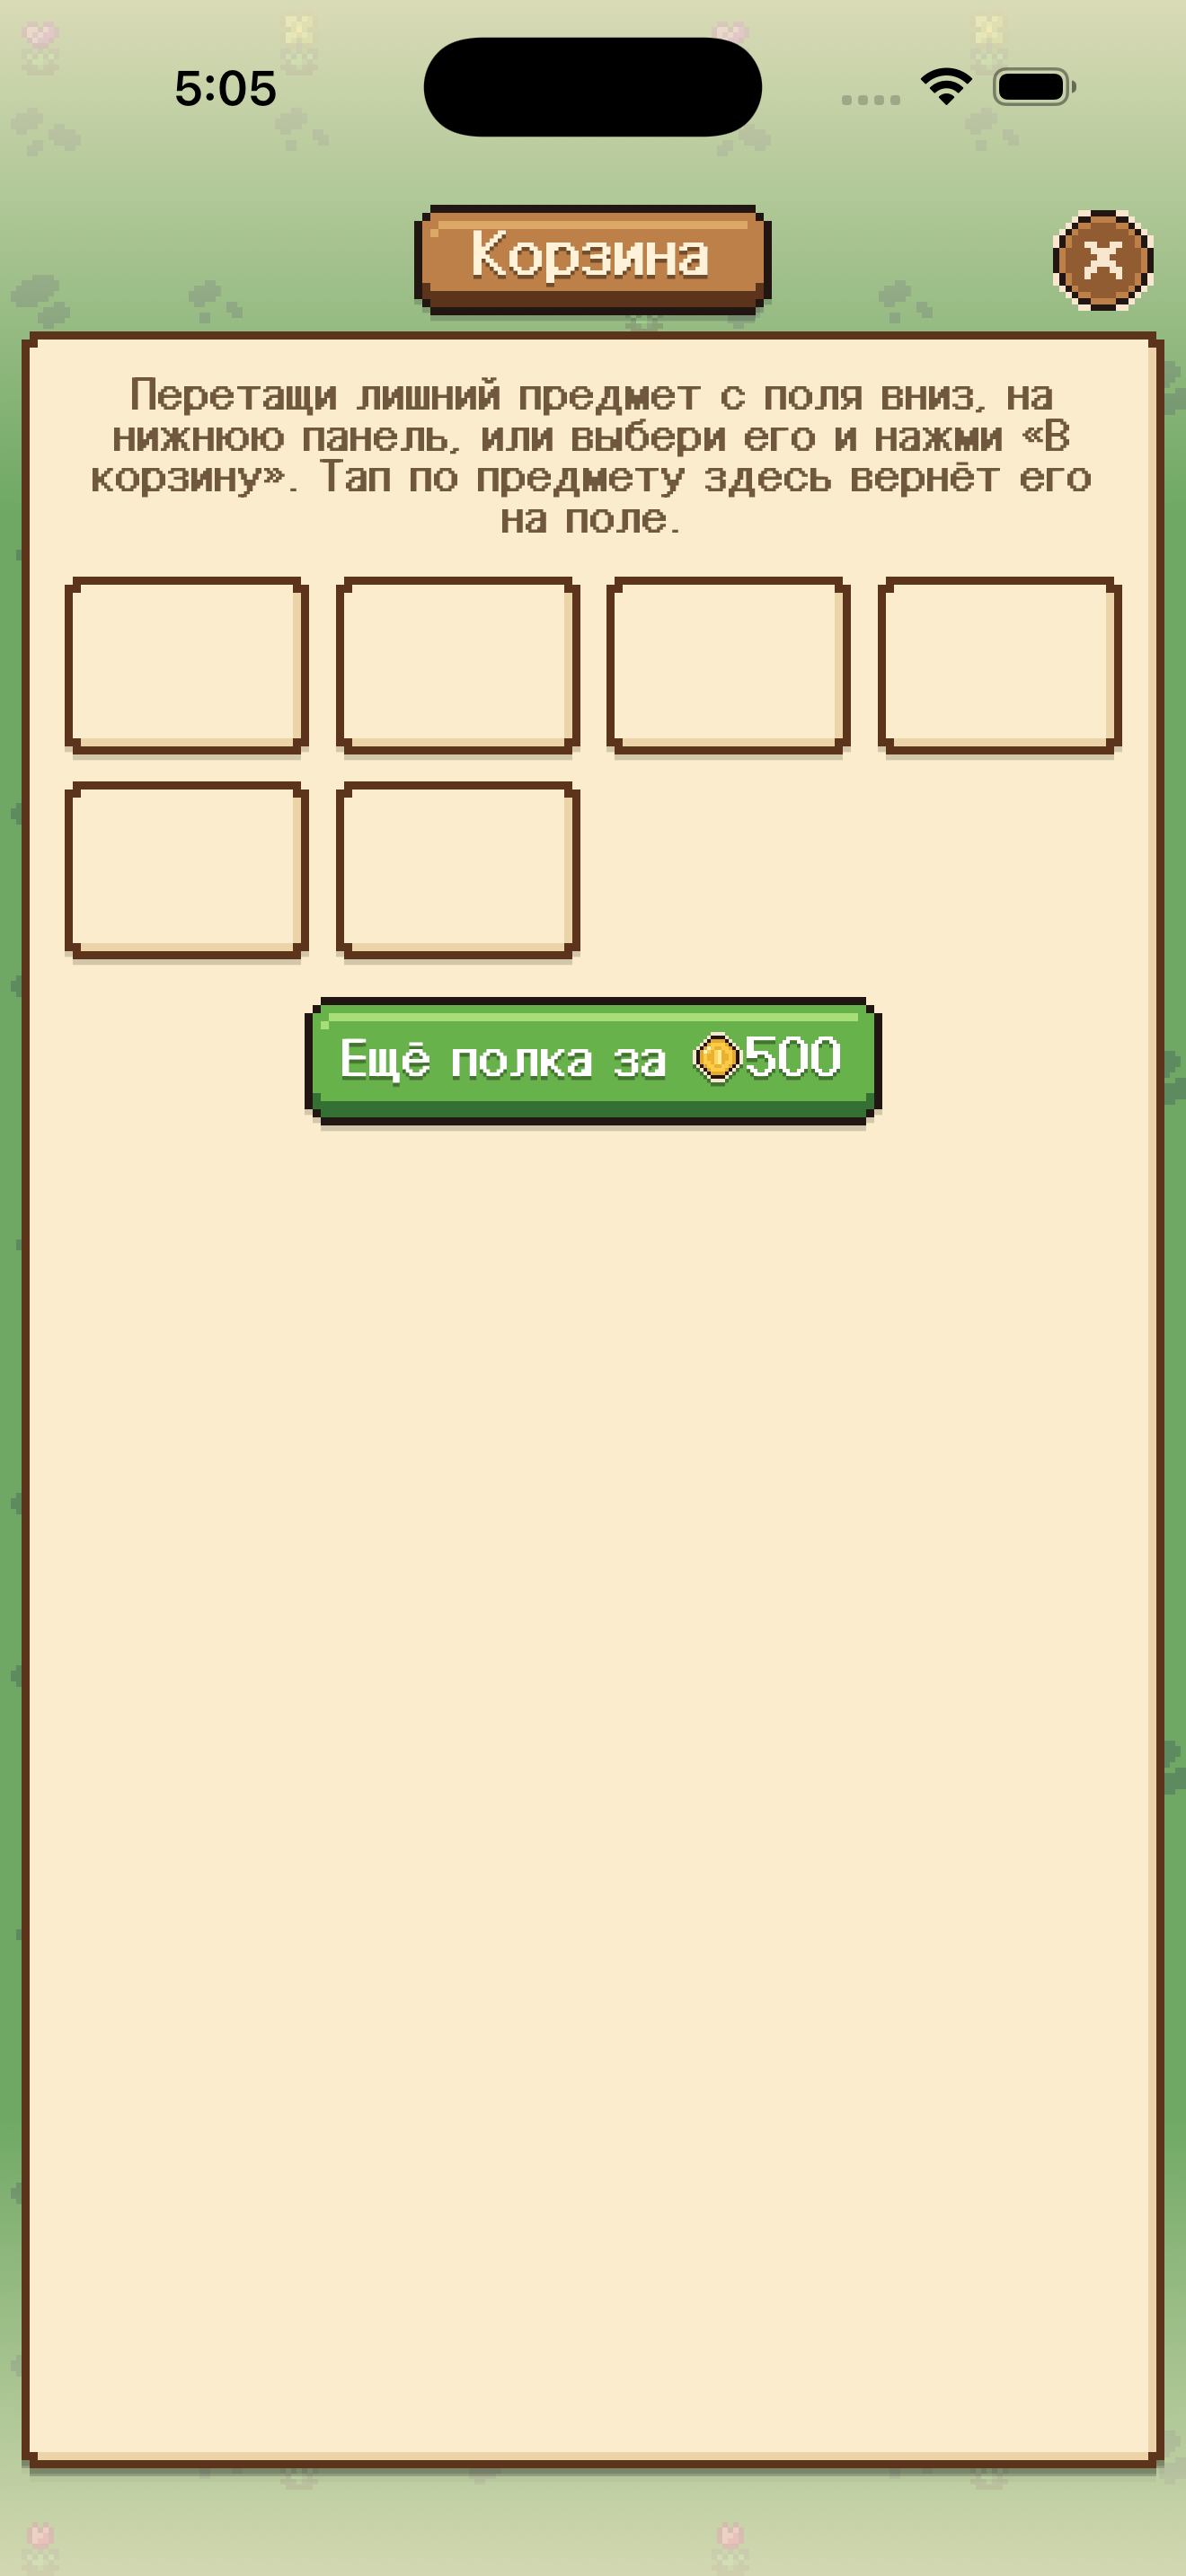 5:05
Корзина
Перетащи лишний предмет с поля вниз, на
нижнюю панель, или выбери его и нажми «В
корзину». Тап по предмету здесь вернёт его
на поле.
Ещё полка за 500